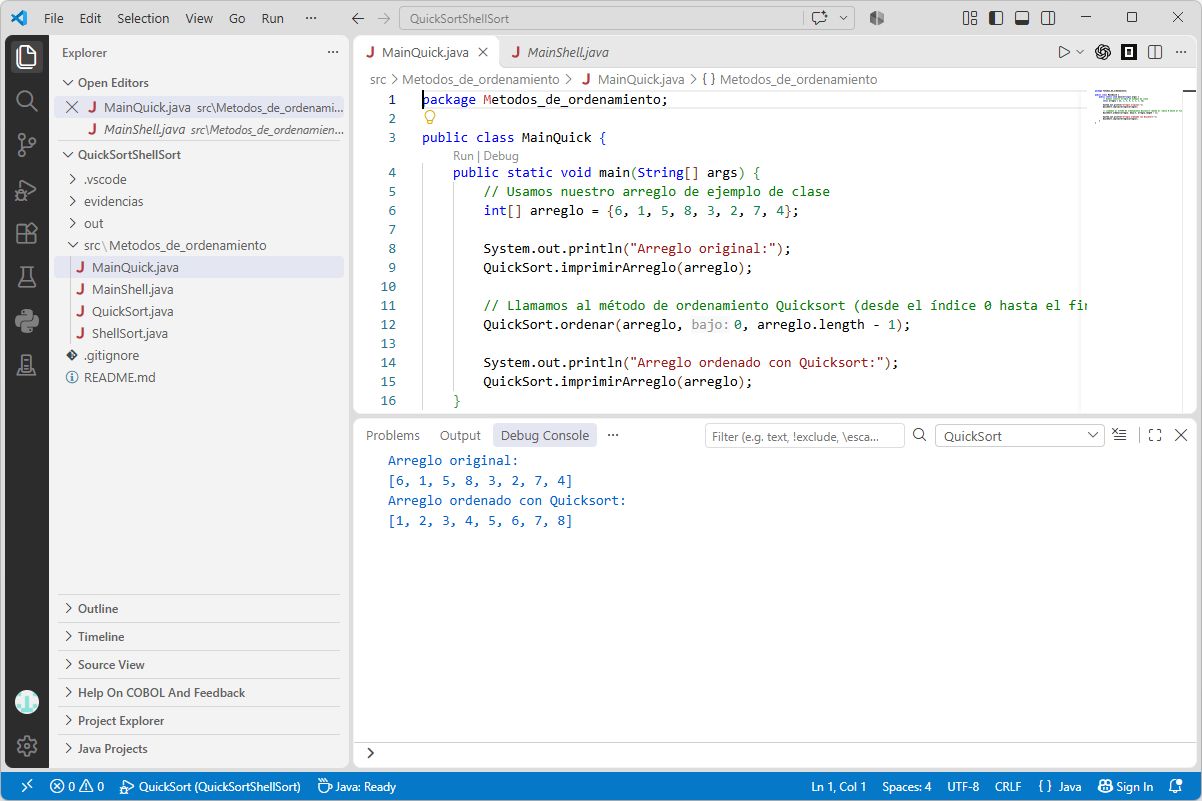 File Edit Selection View Go Run ··· QuickSortShellSort
Explorer ···
Open Editors
MainQuick.java src\Metodos_de_ordenami...
MainShell.java src\Metodos_de_ordenamien...
QuickSortShellSort
.vscode
evidencias
out
src\Metodos_de_ordenamiento
MainQuick.java
MainShell.java
QuickSort.java
ShellSort.java
.gitignore
README.md
Outline
Timeline
Source View
Help On COBOL And Feedback
Project Explorer
Java Projects
MainQuick.java MainShell.java
src > Metodos_de_ordenamiento > MainQuick.java > {} Metodos_de_ordenamiento
1 package Metodos_de_ordenamiento;
2
3 public class MainQuick {
Run | Debug
4 public static void main(String[] args) {
5 // Usamos nuestro arreglo de ejemplo de clase
6 int[] arreglo = {6, 1, 5, 8, 3, 2, 7, 4};
7
8 System.out.println("Arreglo original:");
9 QuickSort.imprimirArreglo(arreglo);
10
11 // Llamamos al método de ordenamiento Quicksort (desde el índice 0 hasta el fin
12 QuickSort.ordenar(arreglo, bajo: 0, arreglo.length - 1);
13
14 System.out.println("Arreglo ordenado con Quicksort:");
15 QuickSort.imprimirArreglo(arreglo);
16 }
Problems Output Debug Console ··· Filter (e.g. text, !exclude, \esca... QuickSort
Arreglo original:
[6, 1, 5, 8, 3, 2, 7, 4]
Arreglo ordenado con Quicksort:
[1, 2, 3, 4, 5, 6, 7, 8]
>
0 0 QuickSort (QuickSortShellSort) Java: Ready Ln 1, Col 1 Spaces: 4 UTF-8 CRLF {} Java Sign In